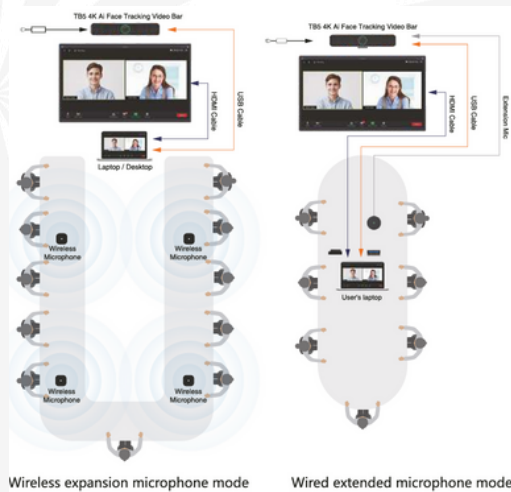 TB5 4K Ai Face Tracking Video Bar
HDMI Cable
USB Cable
Laptop / Desktop
Wireless
Microphone
Wireless
Microphone
Wireless
Microphone
Wireless
Microphone
Wireless expansion microphone mode
TB5 4K Ai Face Tracking Video Bar
HDMI Cable
USB Cable
Extension Mic
User's laptop
Wired extended microphone mode